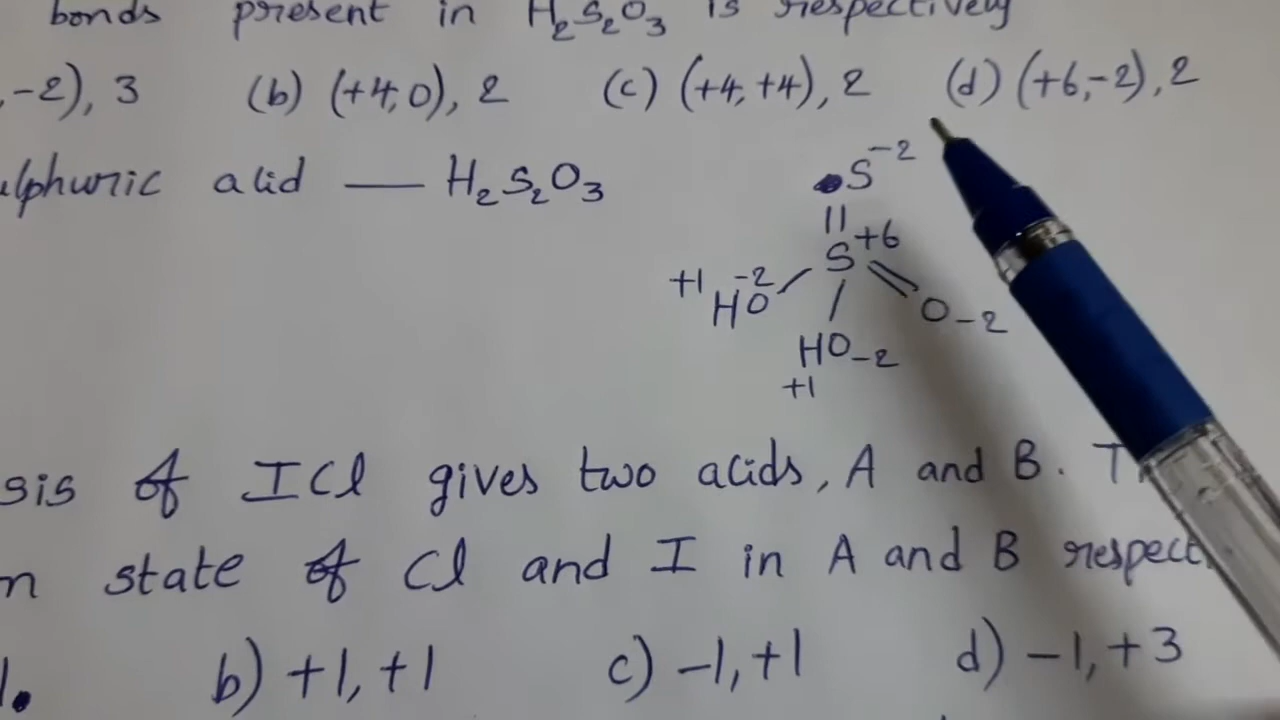 bonds present in H₂S₂O₃ is respectively
-2), 3 (b) (+4,0), 2 (c) (+4,+4), 2 (d) (+6,-2), 2
ulphuric acid — H₂S₂O₃
S⁻²
||
S +6
+1 HO -2
O -2
HO -2
+1
sis of ICl gives two acids, A and B.
n state of Cl and I in A and B respect
b) +1, +1 c) -1, +1 d) -1, +3